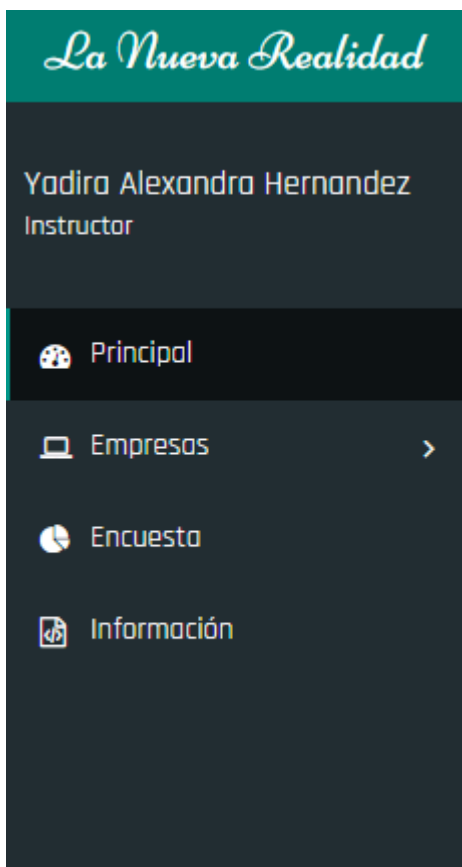 La Nueva Realidad
Yadira Alexandra Hernandez
Instructor
Principal
Empresas
Encuesta
Información